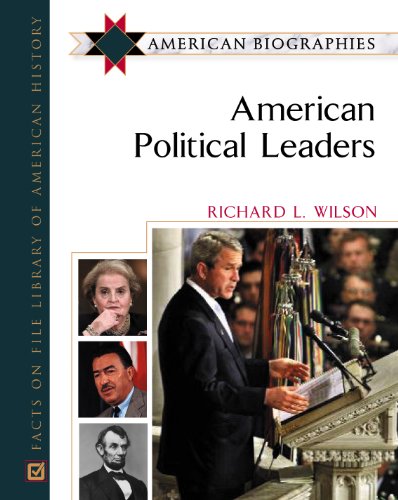 AMERICAN BIOGRAPHIES
American
Political Leaders
RICHARD L. WILSON
FACTS ON FILE LIBRARY OF AMERICAN HISTORY